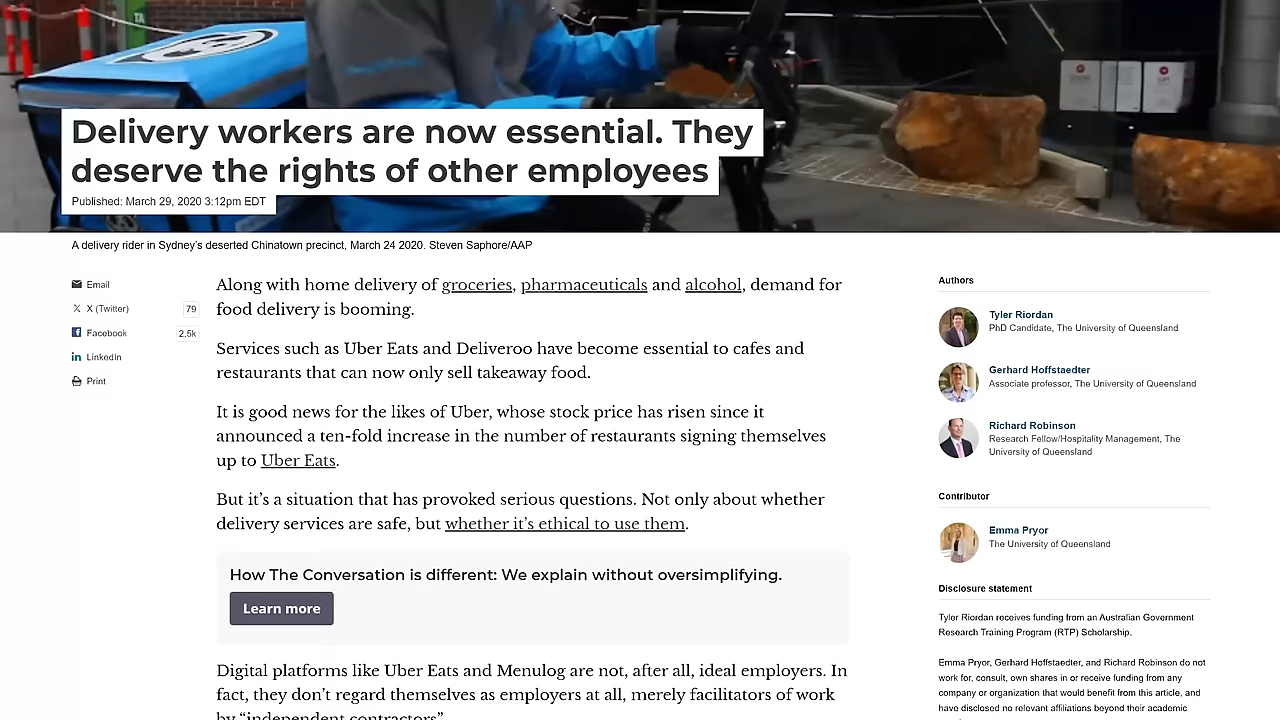 TA
Delivery workers are now essential. They
deserve the rights of other employees
Published: March 29, 2020 3:12pm EDT
A delivery rider in Sydney’s deserted Chinatown precinct, March 24 2020. Steven Saphore/AAP
Email
X (Twitter) 79
Facebook 2.5k
LinkedIn
Print
Along with home delivery of groceries, pharmaceuticals and alcohol, demand for
food delivery is booming.
Services such as Uber Eats and Deliveroo have become essential to cafes and
restaurants that can now only sell takeaway food.
It is good news for the likes of Uber, whose stock price has risen since it
announced a ten-fold increase in the number of restaurants signing themselves
up to Uber Eats.
But it’s a situation that has provoked serious questions. Not only about whether
delivery services are safe, but whether it’s ethical to use them.
How The Conversation is different: We explain without oversimplifying.
Learn more
Digital platforms like Uber Eats and Menulog are not, after all, ideal employers. In
fact, they don’t regard themselves as employers at all, merely facilitators of work
by “independent contractors”
Authors
Tyler Riordan
PhD Candidate, The University of Queensland
Gerhard Hoffstaedter
Associate professor, The University of Queensland
Richard Robinson
Research Fellow/Hospitality Management, The
University of Queensland
Contributor
Emma Pryor
The University of Queensland
Disclosure statement
Tyler Riordan receives funding from an Australian Government
Research Training Program (RTP) Scholarship.
Emma Pryor, Gerhard Hoffstaedter, and Richard Robinson do not
work for, consult, own shares in or receive funding from any
company or organization that would benefit from this article, and
have disclosed no relevant affiliations beyond their academic